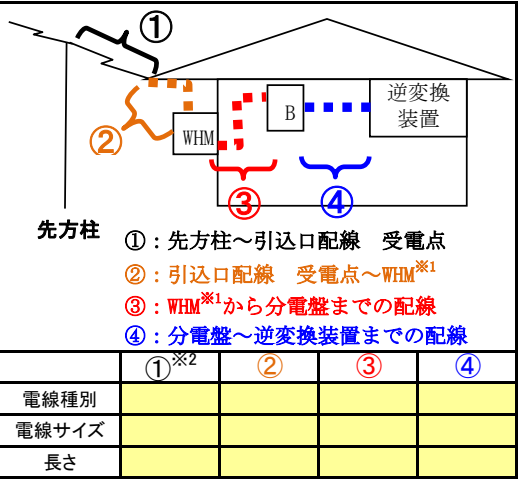 ①
逆変換
装置
B
②
WHM
③
④
先方柱
①：先方柱～引込口配線　受電点
②：引込口配線　受電点～WHM※1
③：WHM※1から分電盤までの配線
④：分電盤～逆変換装置までの配線
①※2 ② ③ ④
電線種別
電線サイズ
長さ